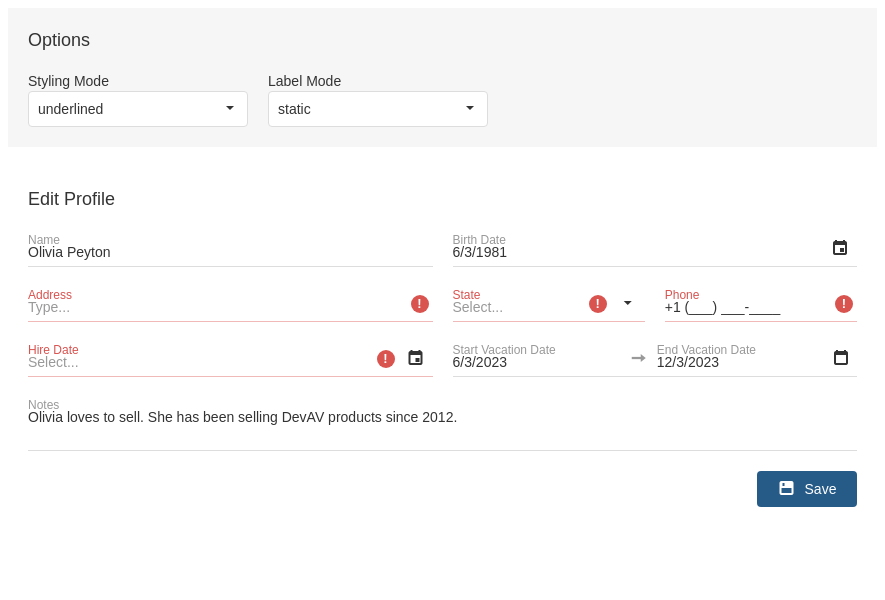 Options
Styling Mode Label Mode
underlined static
Edit Profile
Name Birth Date
Olivia Peyton 6/3/1981
Address State Phone
Type... ! Select... ! +1 (___) ___-____ !
Hire Date Start Vacation Date End Vacation Date
Select... ! 6/3/2023 12/3/2023
Notes
Olivia loves to sell. She has been selling DevAV products since 2012.
Save